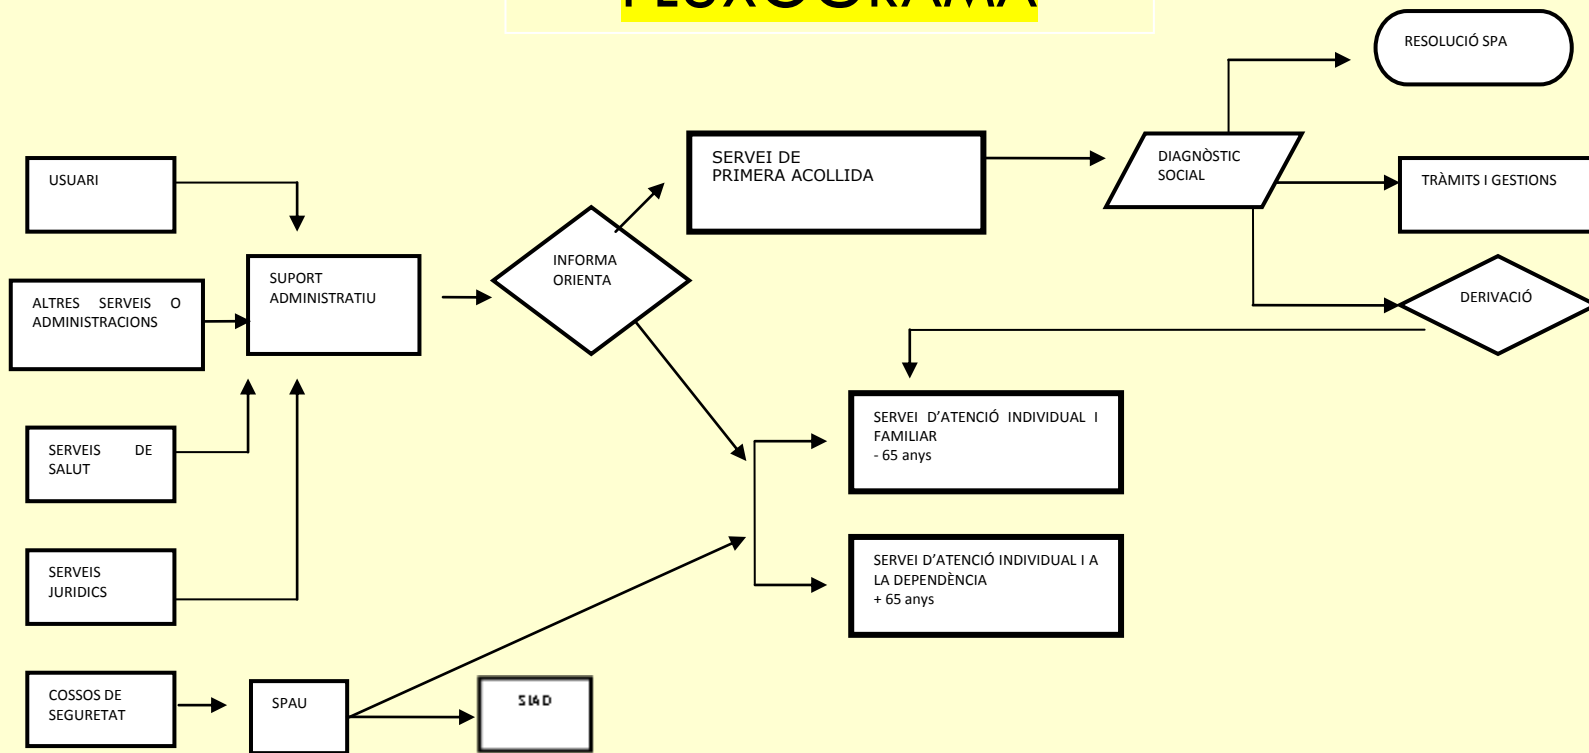 FLUXOGRAMA
RESOLUCIÓ SPA
SERVEI DE
PRIMERA ACOLLIDA
DIAGNÒSTIC
SOCIAL
TRÀMITS I GESTIONS
USUARI
INFORMA
ORIENTA
SUPORT
ADMINISTRATIU
ALTRES SERVEIS O
ADMINISTRACIONS
DERIVACIÓ
SERVEI D'ATENCIÓ INDIVIDUAL I
FAMILIAR
- 65 anys
SERVEIS DE
SALUT
SERVEI D'ATENCIÓ INDIVIDUAL I A
LA DEPENDÈNCIA
+ 65 anys
SERVEIS
JURIDICS
COSSOS DE
SEGURETAT
SPAU
SIAD